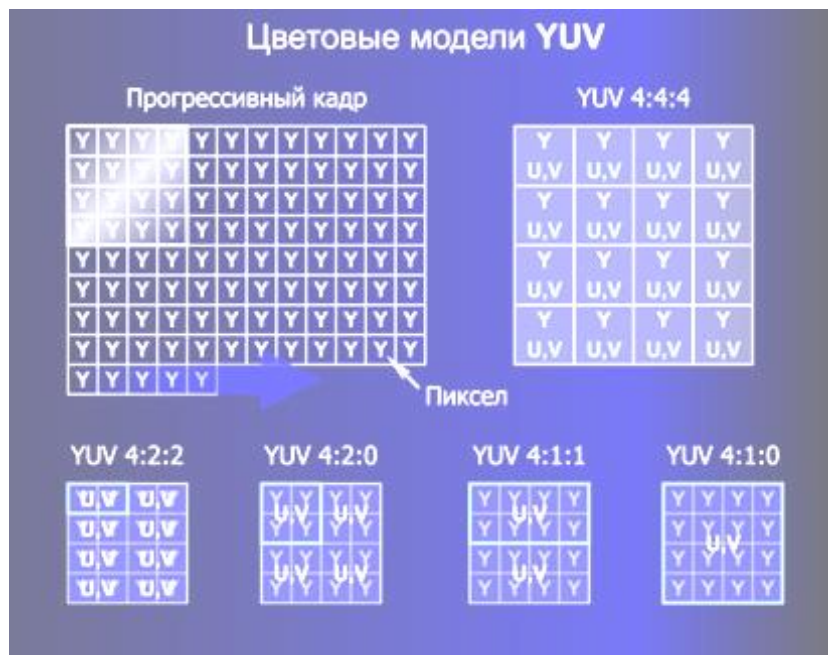 Цветовые модели YUV
Прогрессивный кадр
YUV 4:4:4
Y Y Y Y Y Y Y Y Y Y Y Y
Y Y Y Y Y Y Y Y Y Y Y Y
Y Y Y Y Y Y Y Y Y Y Y Y
Y Y Y Y Y Y Y Y Y Y Y Y
Y Y Y Y Y Y Y Y Y Y Y Y
Y Y Y Y Y Y Y Y Y Y Y Y
Y Y Y Y Y Y Y Y Y Y Y Y
Y Y Y Y Y Y Y Y Y Y Y Y
Y Y Y Y Y
Y Y Y Y
U,V U,V U,V U,V
Y Y Y Y
U,V U,V U,V U,V
Y Y Y Y
U,V U,V U,V U,V
Y Y Y Y
U,V U,V U,V U,V
Пиксел
YUV 4:2:2
U,V U,V
U,V U,V
U,V U,V
U,V U,V
YUV 4:2:0
Y Y Y Y
U,V U,V
Y Y Y Y
Y Y Y Y
U,V U,V
Y Y Y Y
YUV 4:1:1
Y Y Y Y
U,V
Y Y Y Y
Y Y Y Y
U,V
Y Y Y Y
YUV 4:1:0
Y Y Y Y
Y Y Y Y
U,V
Y Y Y Y
Y Y Y Y